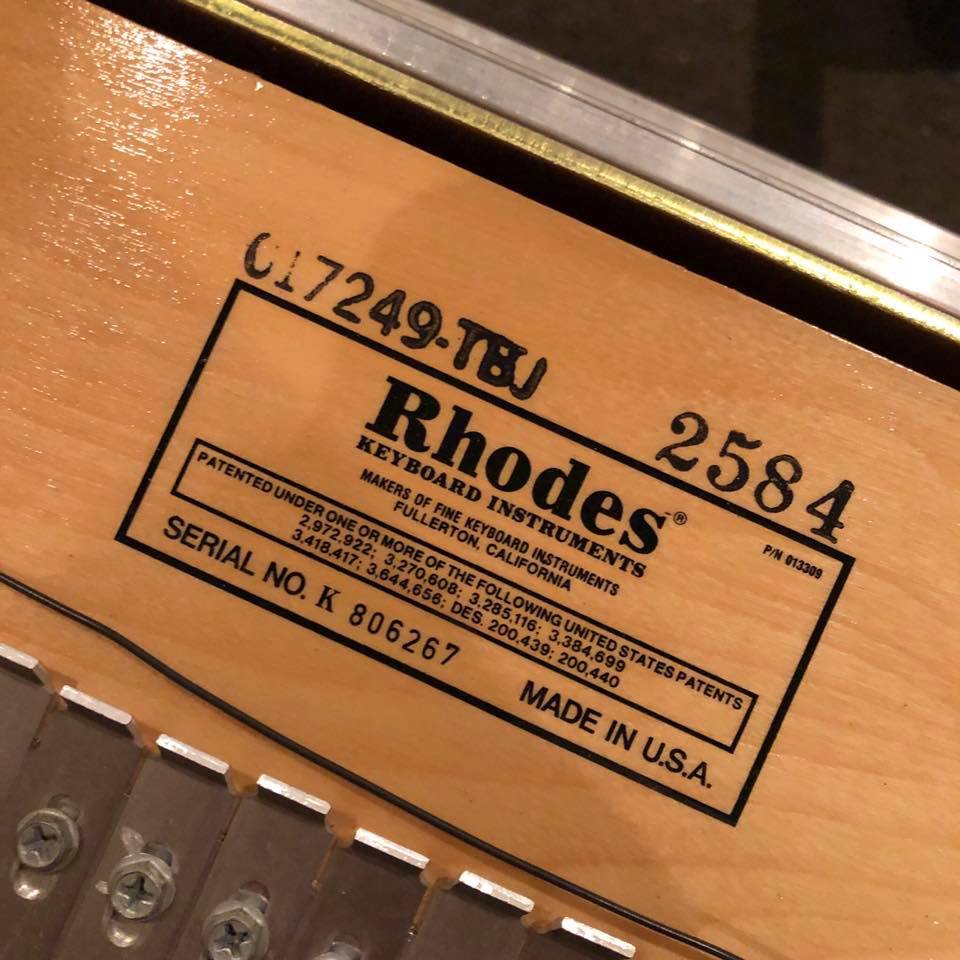 017249-TBJ
2584
Rhodes®
KEYBOARD INSTRUMENTS
MAKERS OF FINE KEYBOARD INSTRUMENTS
FULLERTON, CALIFORNIA
P/N 013309
PATENTED UNDER ONE OR MORE OF THE FOLLOWING UNITED STATES PATENTS
2,972,922; 3,270,608; 3,285,116; 3,384,699
3,418,417; 3,644,656; DES. 200,439; 200,440
SERIAL NO. K 806267
MADE IN U.S.A.